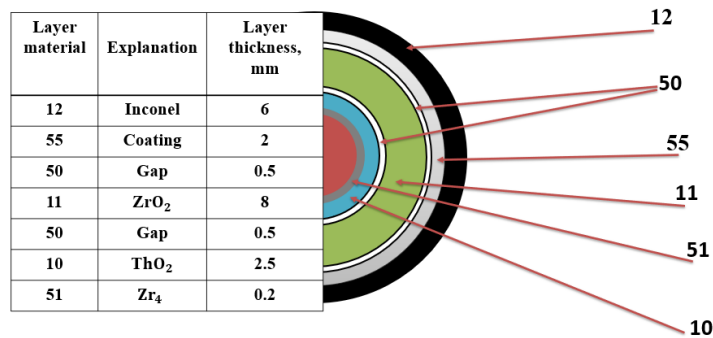 Layer material Explanation Layer thickness, mm
12 Inconel 6
55 Coating 2
50 Gap 0.5
11 ZrO₂ 8
50 Gap 0.5
10 ThO₂ 2.5
51 Zr₄ 0.2
12
50
55
11
51
10